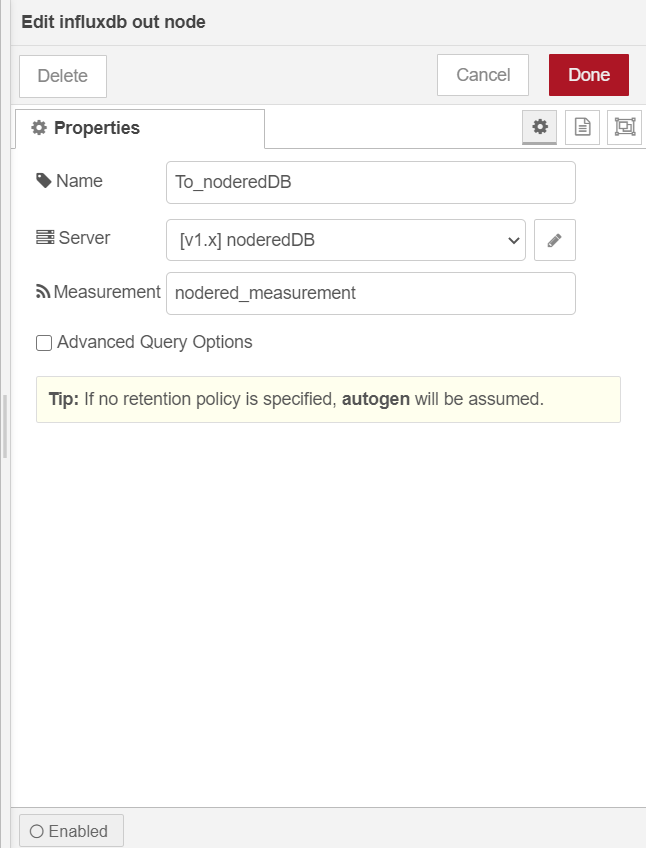 Edit influxdb out node
Delete
Cancel
Done
Properties
Name
To_noderedDB
Server
[v1.x] noderedDB
Measurement
nodered_measurement
Advanced Query Options
Tip: If no retention policy is specified, autogen will be assumed.
Enabled